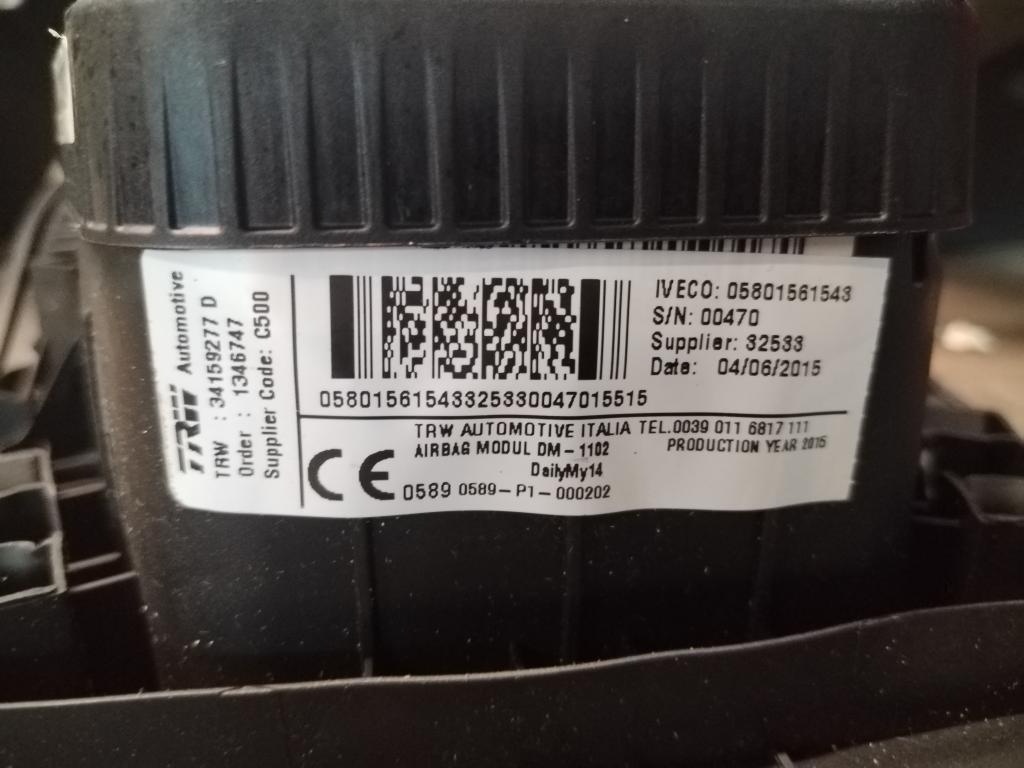 TRW Automotive
TRW : 34159277 D
Order : 1346747
Supplier Code: C500
IVECO: 05801561543
S/N: 00470
Supplier: 32533
Date: 04/06/2015
05801561543325330047015515
TRW AUTOMOTIVE ITALIA TEL.0039 011 6817 111
AIRBAG MODUL DM-1102 PRODUCTION YEAR 2015
DailyMy14
CE 0589 0589-P1-000202